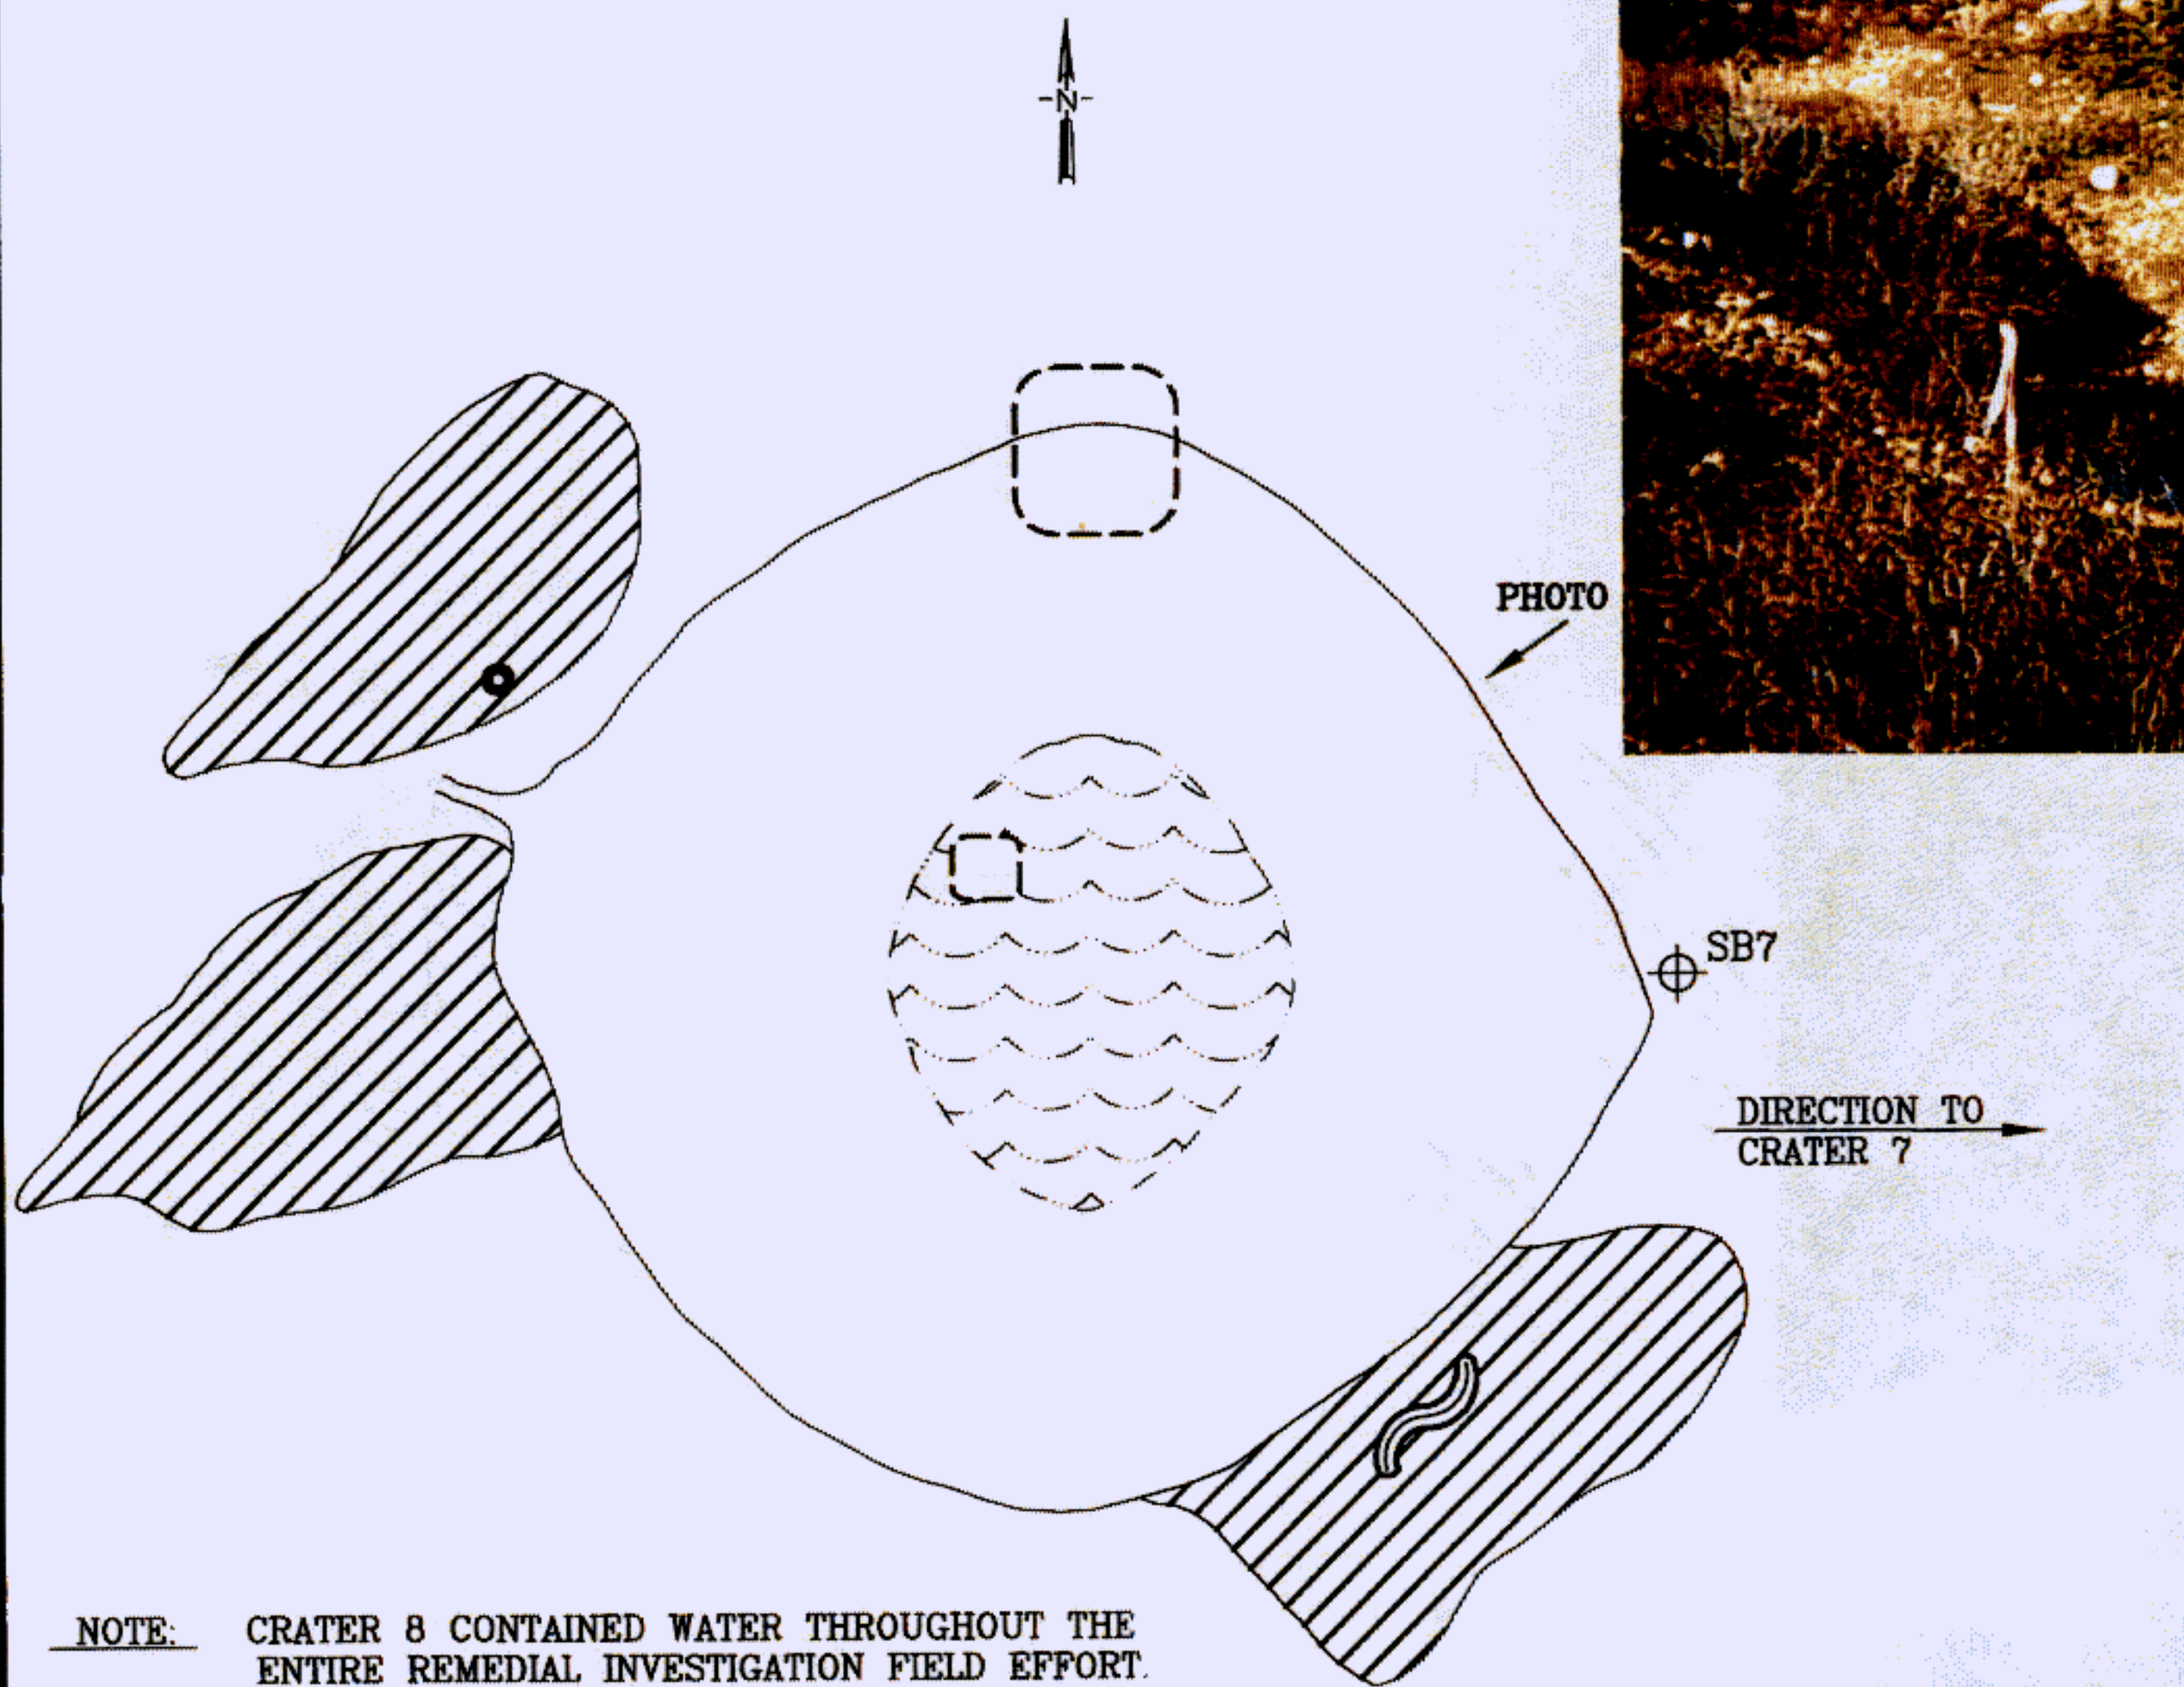 N
PHOTO
SB7
DIRECTION TO
CRATER 7
NOTE: CRATER 8 CONTAINED WATER THROUGHOUT THE
ENTIRE REMEDIAL INVESTIGATION FIELD EFFORT.